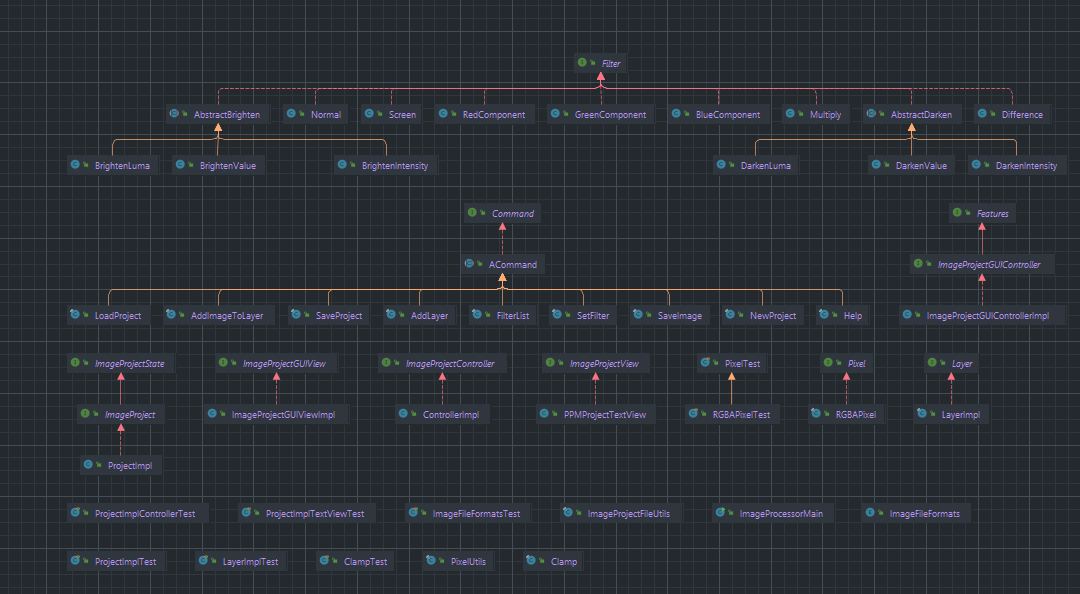 Filter
AbstractBrighten Normal Screen RedComponent GreenComponent BlueComponent Multiply AbstractDarken Difference
BrightenLuma BrightenValue BrightenIntensity DarkenLuma DarkenValue DarkenIntensity
Command Features
ACommand ImageProjectGUIController
LoadProject AddImageToLayer SaveProject AddLayer FilterList SetFilter SaveImage NewProject Help ImageProjectGUIControllerImpl
ImageProjectState ImageProjectGUIView ImageProjectController ImageProjectView PixelTest Pixel Layer
ImageProject ImageProjectGUIViewImpl ControllerImpl PPMProjectTextView RGBAPixelTest RGBAPixel LayerImpl
ProjectImpl
ProjectImplControllerTest ProjectImplTextViewTest ImageFileFormatsTest ImageProjectFileUtils ImageProcessorMain ImageFileFormats
ProjectImplTest LayerImplTest ClampTest PixelUtils Clamp